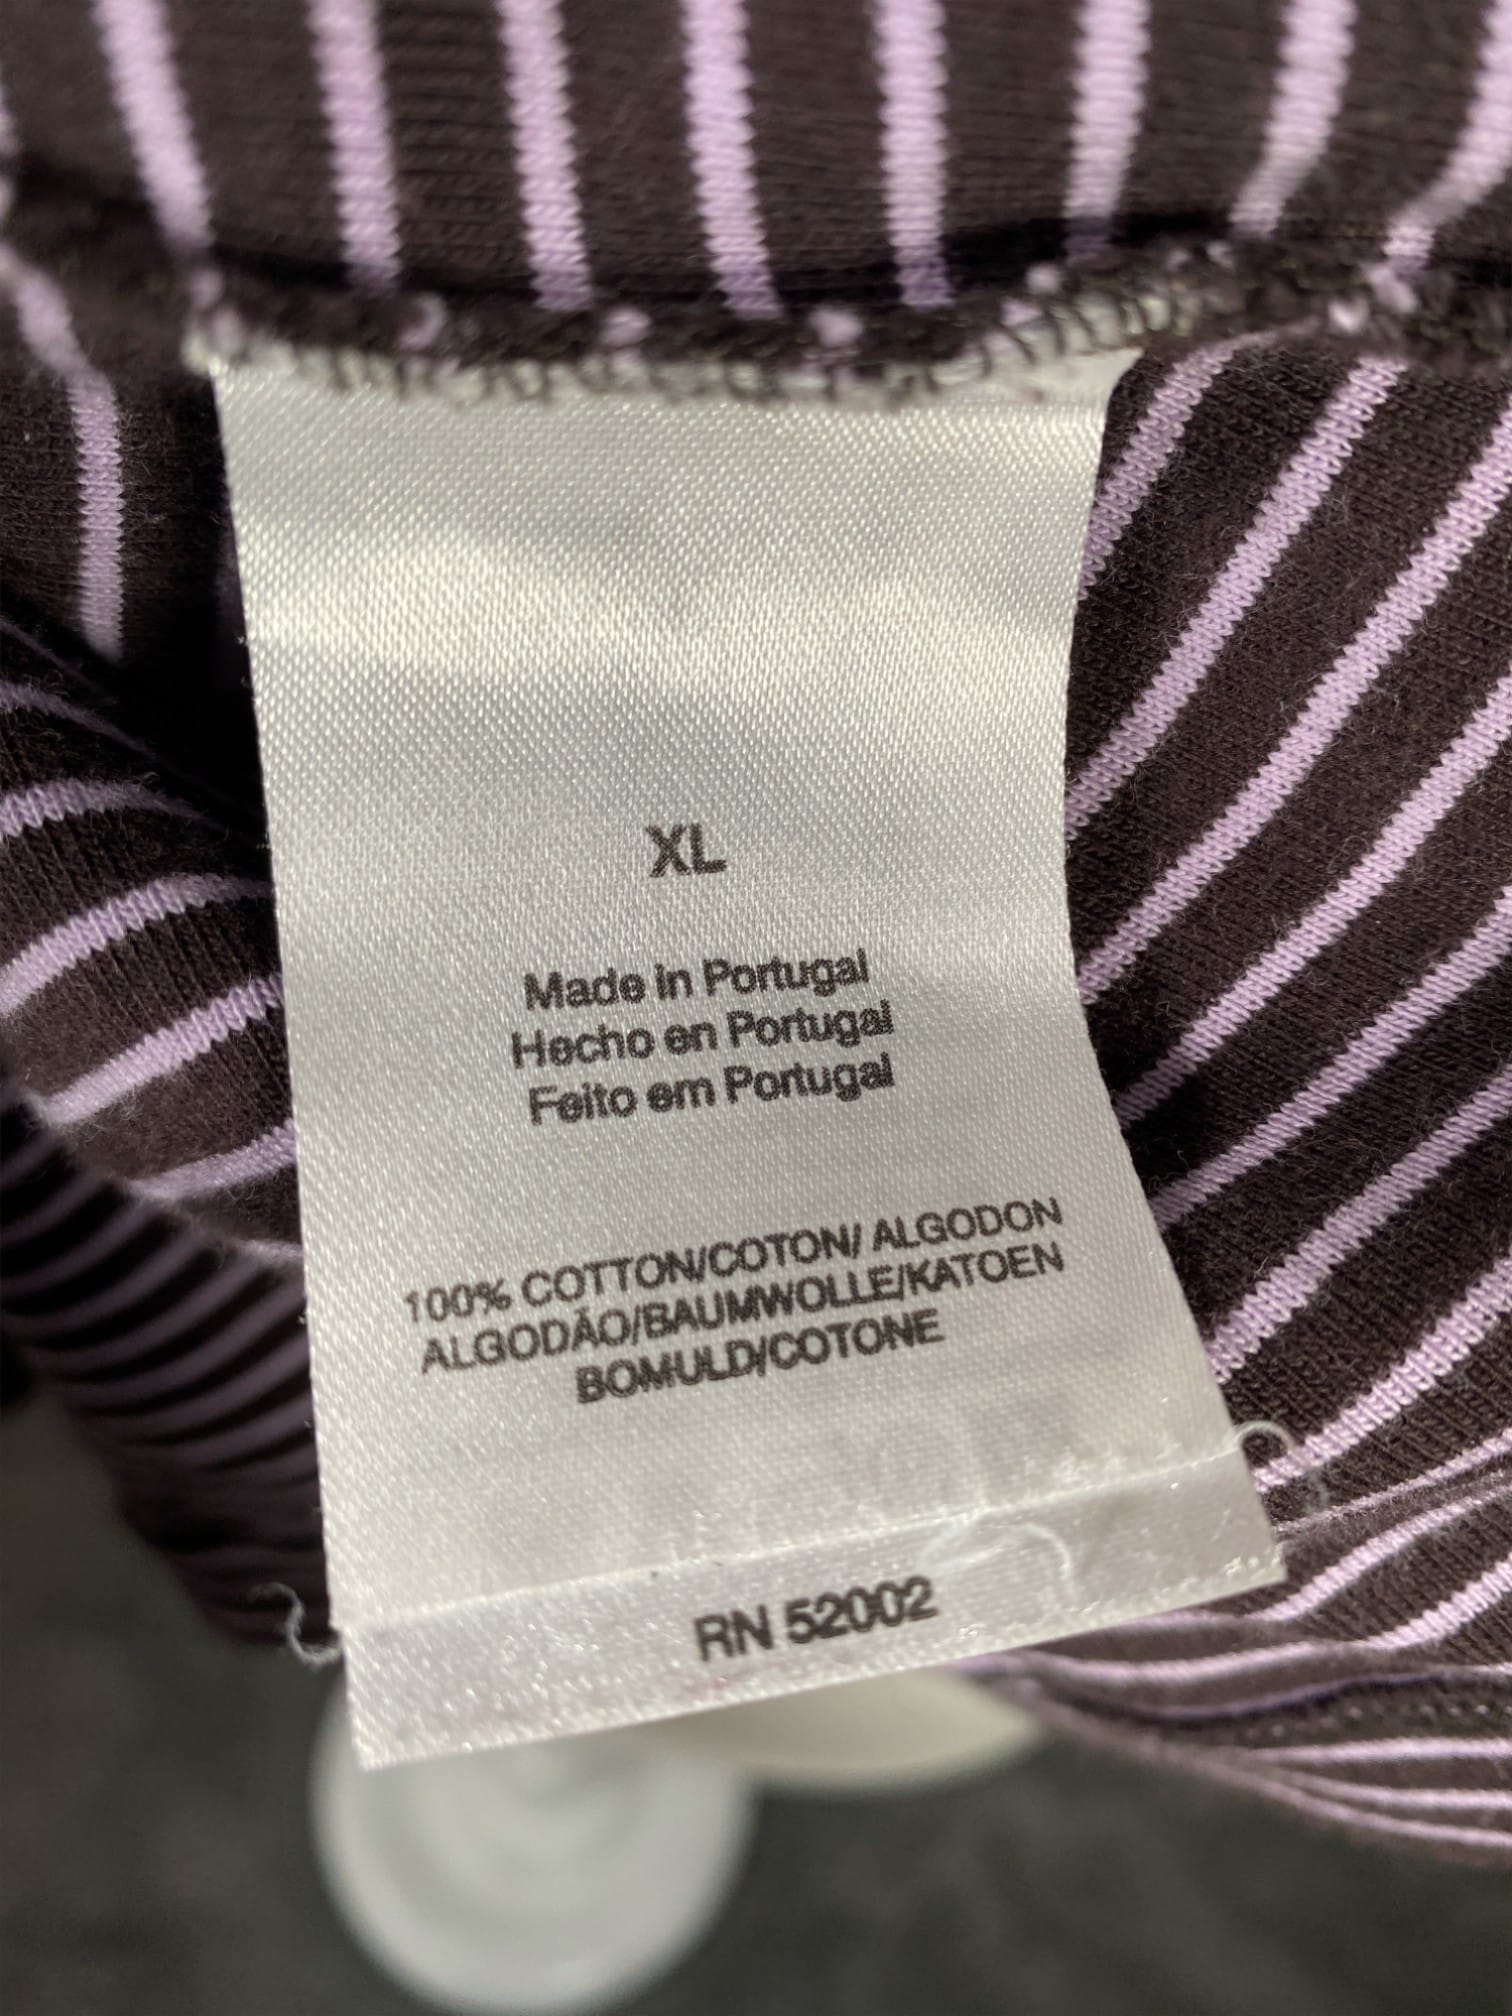 XL
Made in Portugal
Hecho en Portugal
Feito em Portugal
100% COTTON/COTON/ ALGODON
ALGODÃO/BAUMWOLLE/KATOEN
BOMULD/COTONE
RN 52002